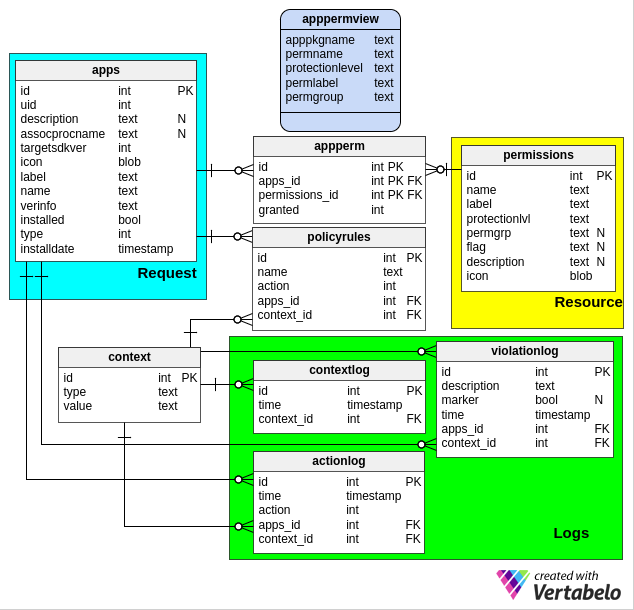 apppermview
apppkgname text
permname text
protectionlevel text
permlabel text
permgroup text
apps
id int PK
uid int
description text N
assocprocname text N
targetsdkver int
icon blob
label text
name text
verinfo text
installed bool
type int
installdate timestamp
Request
appperm
id int PK
apps_id int PK FK
permissions_id int PK FK
granted int
permissions
id int PK
name text
label text
protectionlvl text
permgrp text N
flag text N
description text N
icon blob
Resource
policyrules
id int PK
name text
action int
apps_id int FK
context_id int FK
context
id int PK
type text
value text
contextlog
id int PK
time timestamp
context_id int FK
violationlog
id int PK
description text
marker bool N
time timestamp
apps_id int FK
context_id int FK
actionlog
id int PK
time timestamp
action int
apps_id int FK
context_id int FK
Logs
created with
Vertabelo